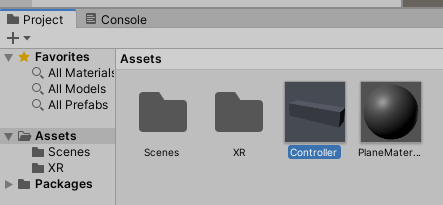 Project
Console
Favorites
All Materials
All Models
All Prefabs
Assets
Scenes
XR
Packages
Assets
Scenes
XR
Controller
PlaneMater...